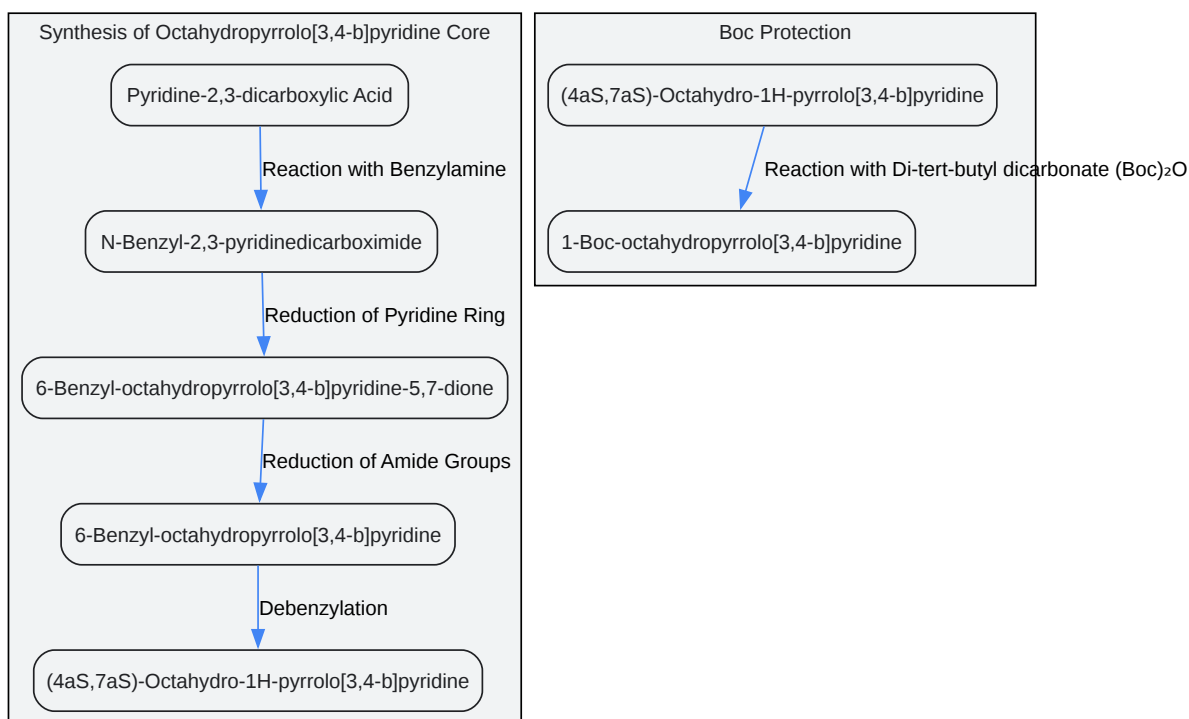 Synthesis of Octahydropyrrolo[3,4-b]pyridine Core
Pyridine-2,3-dicarboxylic Acid
Reaction with Benzylamine
N-Benzyl-2,3-pyridinedicarboximide
Reduction of Pyridine Ring
6-Benzyl-octahydropyrrolo[3,4-b]pyridine-5,7-dione
Reduction of Amide Groups
6-Benzyl-octahydropyrrolo[3,4-b]pyridine
Debenzylation
(4aS,7aS)-Octahydro-1H-pyrrolo[3,4-b]pyridine
Boc Protection
(4aS,7aS)-Octahydro-1H-pyrrolo[3,4-b]pyridine
Reaction with Di-tert-butyl dicarbonate (Boc)₂O
1-Boc-octahydropyrrolo[3,4-b]pyridine